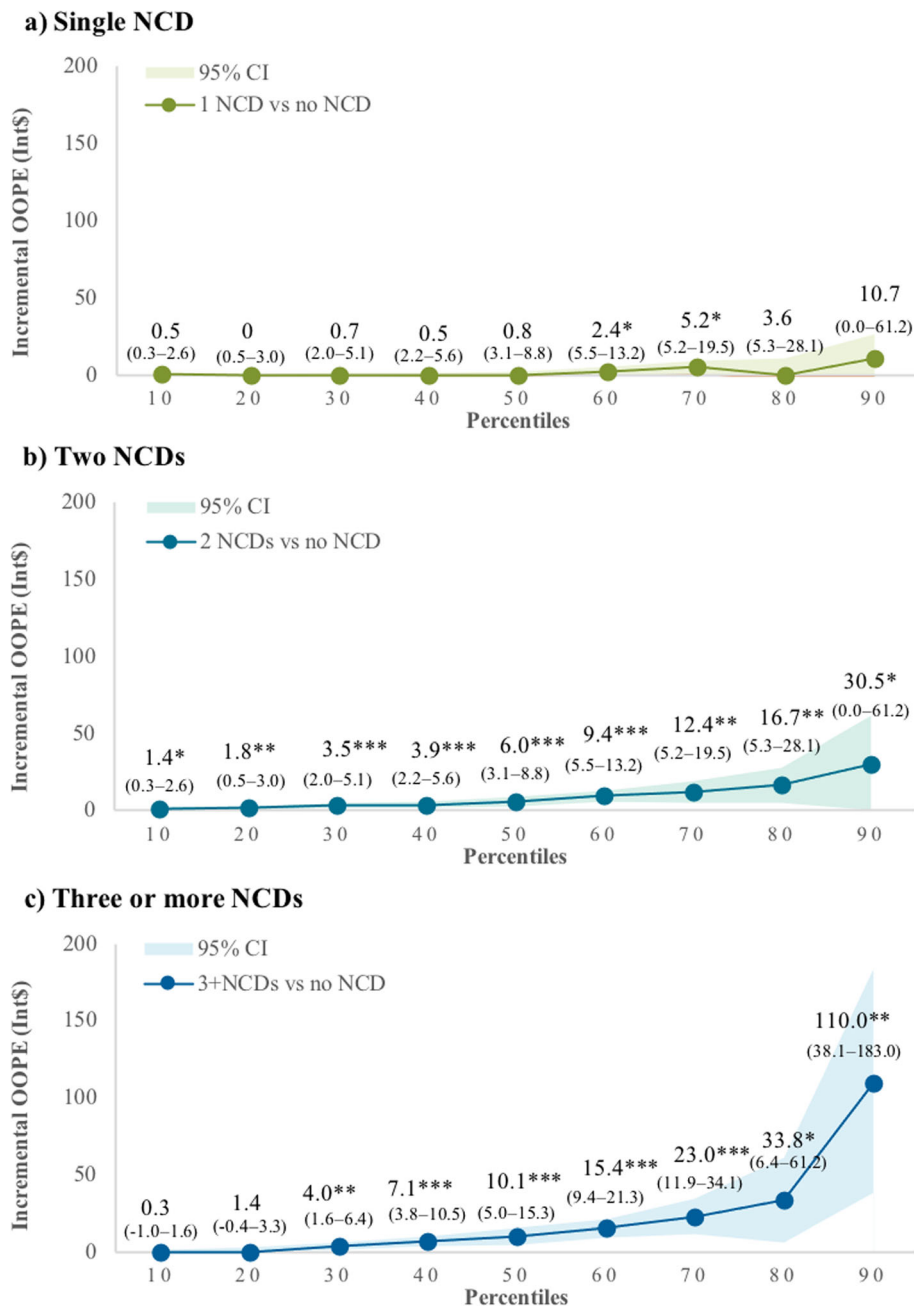 a) Single NCD
Incremental OOPE (Int$)
200
150
100
50
0
95% CI
1 NCD vs no NCD
0.5 0 0.7 0.5 0.8 2.4* 5.2* 3.6 10.7
(0.3–2.6) (0.5–3.0) (2.0–5.1) (2.2–5.6) (3.1–8.8) (5.5–13.2) (5.2–19.5) (5.3–28.1) (0.0–61.2)
10 20 30 40 50 60 70 80 90
Percentiles
b) Two NCDs
Incremental OOPE (Int$)
200
150
100
50
0
95% CI
2 NCDs vs no NCD
1.4* 1.8** 3.5*** 3.9*** 6.0*** 9.4*** 12.4** 16.7** 30.5*
(0.3–2.6) (0.5–3.0) (2.0–5.1) (2.2–5.6) (3.1–8.8) (5.5–13.2) (5.2–19.5) (5.3–28.1) (0.0–61.2)
10 20 30 40 50 60 70 80 90
Percentiles
c) Three or more NCDs
Incremental OOPE (Int$)
200
150
100
50
0
95% CI
3+NCDs vs no NCD
0.3 1.4 4.0** 7.1*** 10.1*** 15.4*** 23.0*** 33.8* 110.0**
(-1.0–1.6) (-0.4–3.3) (1.6–6.4) (3.8–10.5) (5.0–15.3) (9.4–21.3) (11.9–34.1) (6.4–61.2) (38.1–183.0)
10 20 30 40 50 60 70 80 90
Percentiles